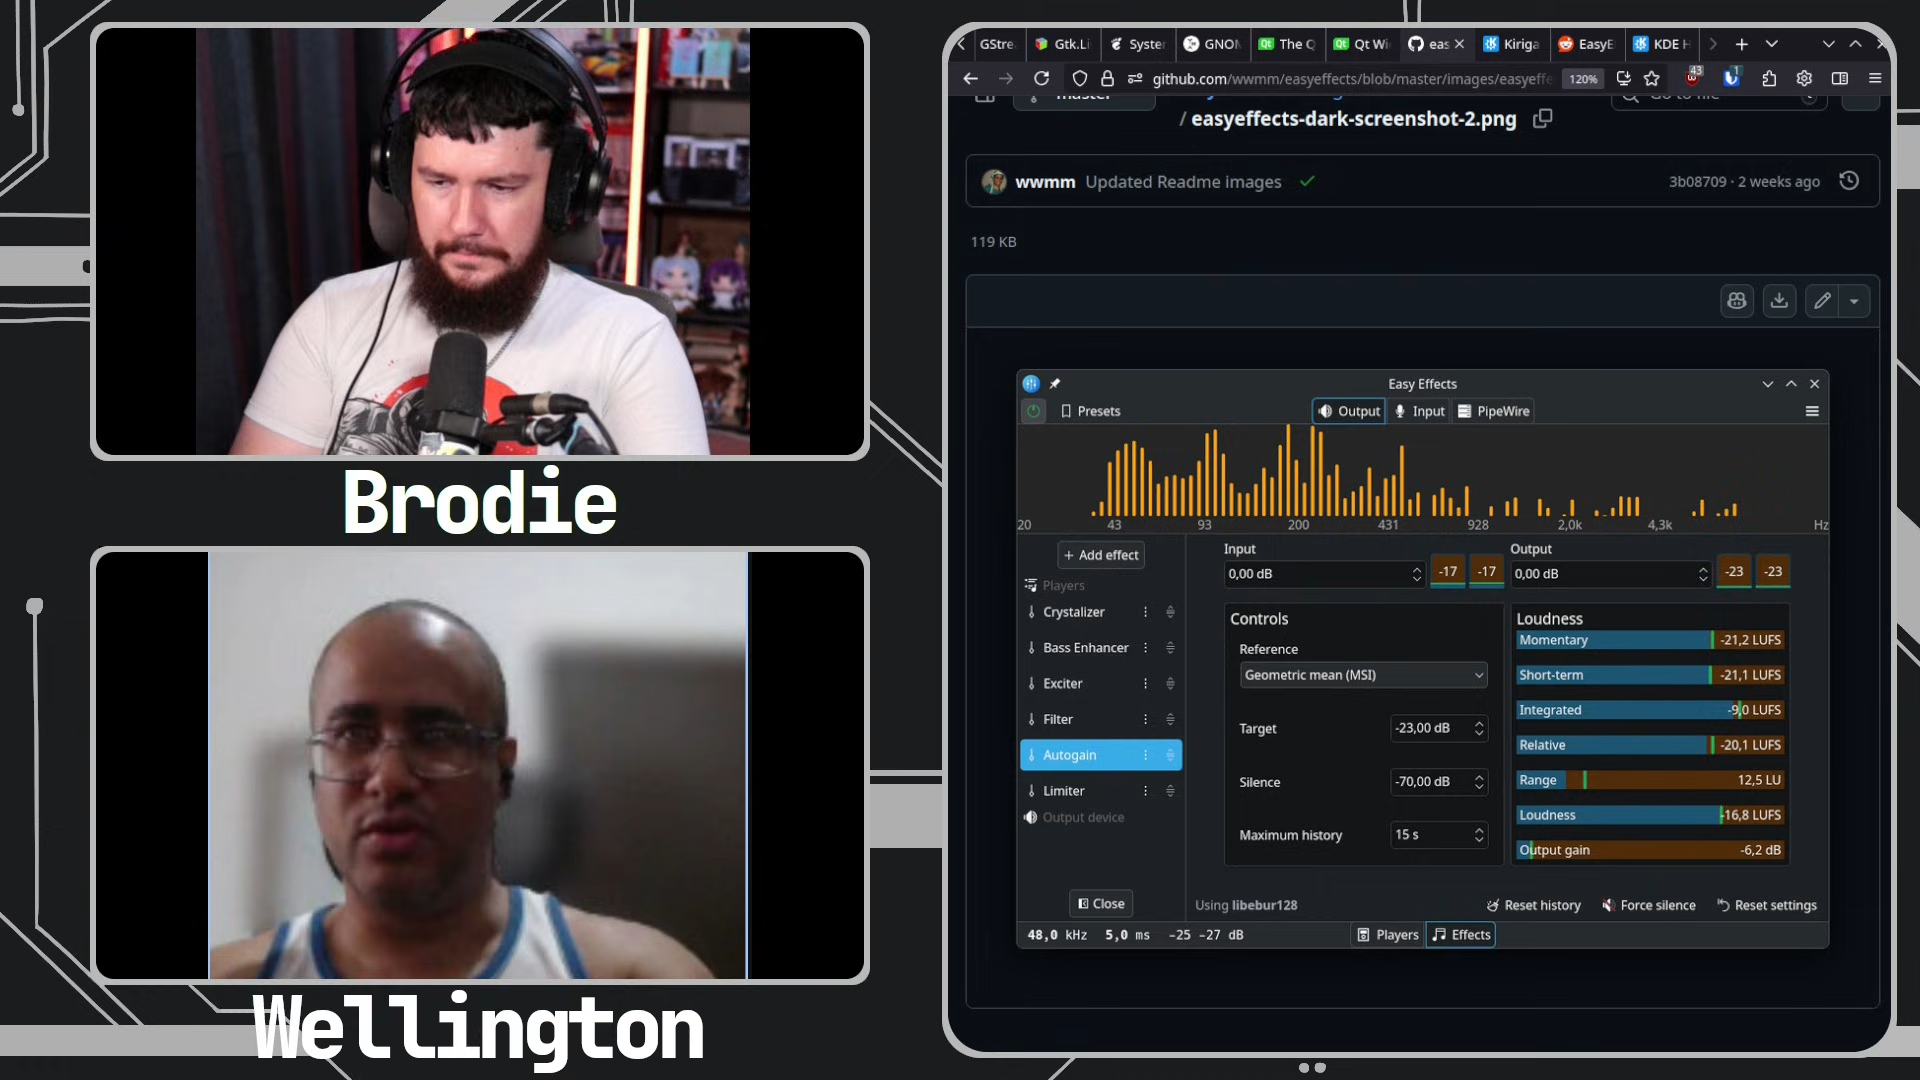 Brodie
Wellington
GStre
Gtk.Li
Syster
GNON
The Q
Qt Wi
eas
Kiriga
EasyE
KDE H
github.com/wwmm/easyeffects/blob/master/images/easyeffe
120%
43
1
/ easyeffects-dark-screenshot-2.png
wwmm Updated Readme images
3b08709 · 2 weeks ago
119 KB
Easy Effects
Presets
Output
Input
PipeWire
20 43 93 200 431 928 2,0k 4,3k Hz
Add effect
Players
Crystalizer
Bass Enhancer
Exciter
Filter
Autogain
Limiter
Output device
Close
Input
0,00 dB
-17 -17
Output
0,00 dB
-23 -23
Controls
Reference
Geometric mean (MSI)
Target -23,00 dB
Silence -70,00 dB
Maximum history 15 s
Loudness
Momentary -21,2 LUFS
Short-term -21,1 LUFS
Integrated -9,0 LUFS
Relative -20,1 LUFS
Range 12,5 LU
Loudness -16,8 LUFS
Output gain -6,2 dB
Using libebur128
Reset history
Force silence
Reset settings
48,0 kHz 5,0 ms -25 -27 dB
Players
Effects